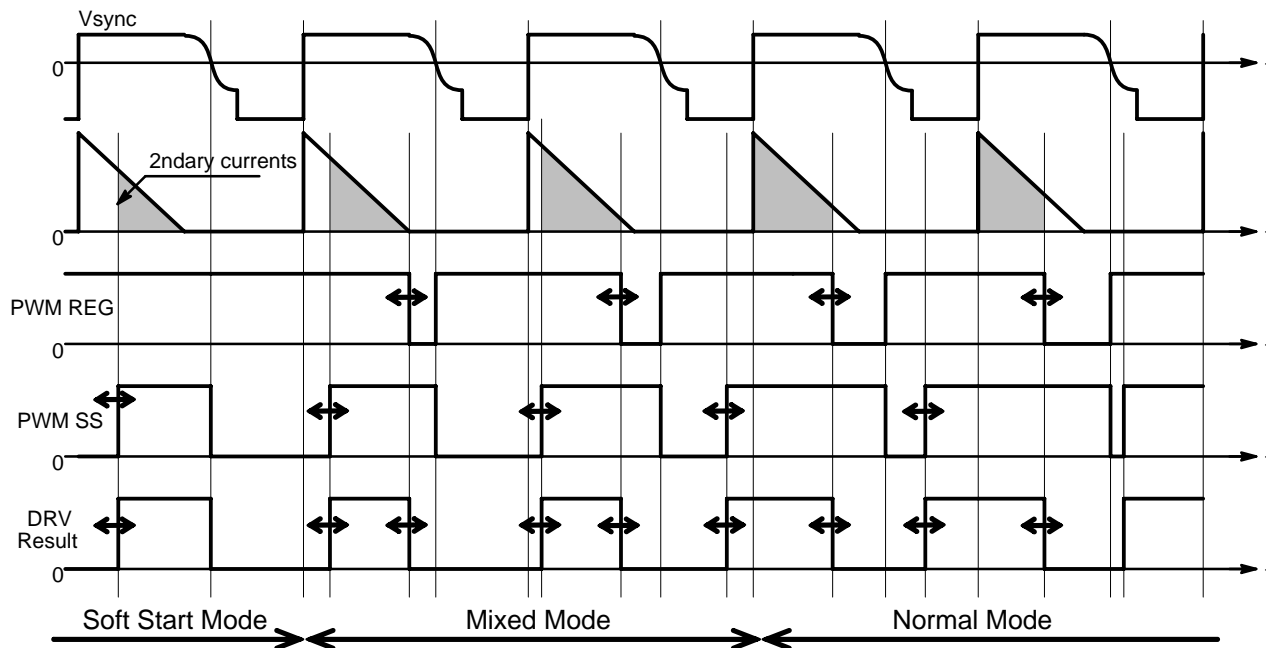 Vsync
0
2ndary currents
0
PWM REG
0
PWM SS
0
DRV
Result
0
Soft Start Mode
Mixed Mode
Normal Mode